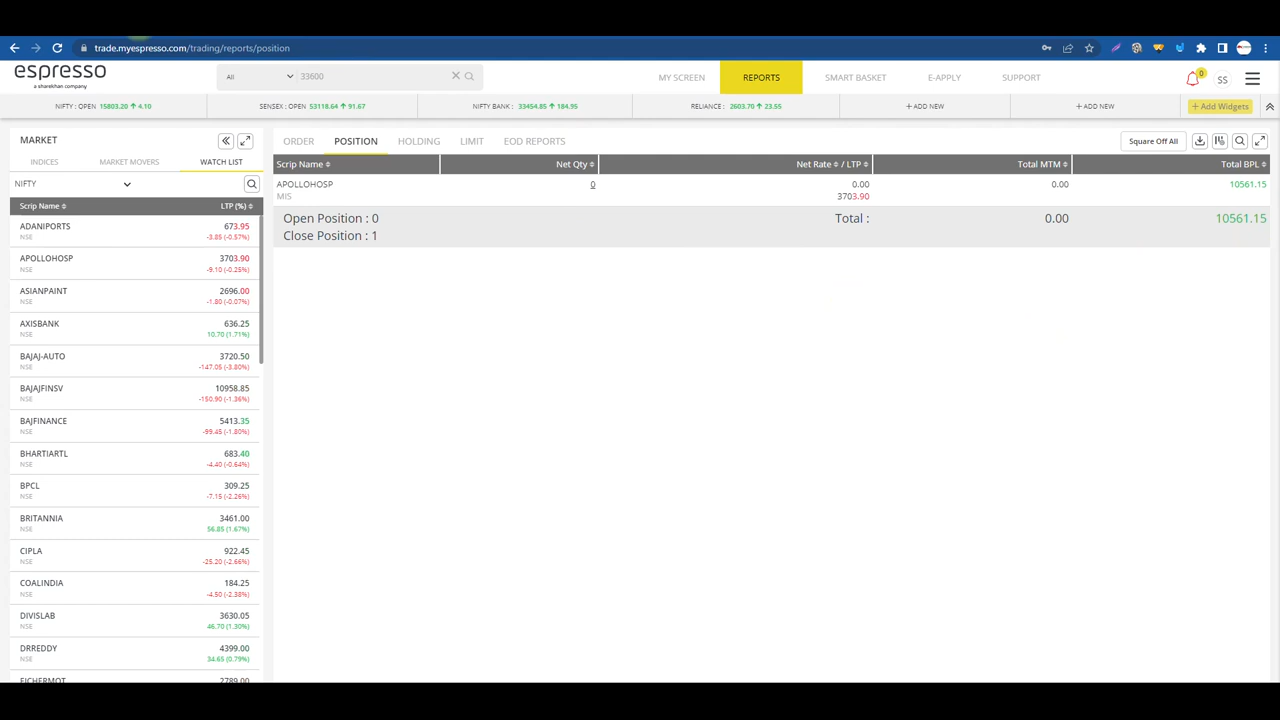 trade.myespresso.com/trading/reports/position
espresso
a sharekhan company
All
33600
MY SCREEN
REPORTS
SMART BASKET
E-APPLY
SUPPORT
0
SS
NIFTY : OPEN 15803.20 ↑ 4.10
SENSEX : OPEN 53118.64 ↑ 91.67
NIFTY BANK : 33454.85 ↑ 184.95
RELIANCE : 2603.70 ↑ 23.55
+ ADD NEW
+ ADD NEW
+ Add Widgets
MARKET
INDICES
MARKET MOVERS
WATCH LIST
NIFTY
Scrip Name LTP (%)
ADANIPORTS 673.95
NSE -3.85 (-0.57%)
APOLLOHOSP 3703.90
NSE -9.10 (-0.25%)
ASIANPAINT 2696.00
NSE -1.80 (-0.07%)
AXISBANK 636.25
NSE 10.70 (1.71%)
BAJAJ-AUTO 3720.50
NSE -147.05 (-3.80%)
BAJAJFINSV 10958.85
NSE -150.90 (-1.36%)
BAJFINANCE 5413.35
NSE -99.45 (-1.80%)
BHARTIARTL 683.40
NSE -4.40 (-0.64%)
BPCL 309.25
NSE -7.15 (-2.26%)
BRITANNIA 3461.00
NSE 56.85 (1.67%)
CIPLA 922.45
NSE -25.20 (-2.66%)
COALINDIA 184.25
NSE -4.50 (-2.38%)
DIVISLAB 3630.05
NSE 46.70 (1.30%)
DRREDDY 4399.00
NSE 34.65 (0.79%)
EICHERMOT 2789.00
ORDER
POSITION
HOLDING
LIMIT
EOD REPORTS
Square Off All
Scrip Name Net Qty Net Rate / LTP Total MTM Total BPL
APOLLOHOSP 0 0.00 0.00 10561.15
MIS 3703.90
Open Position : 0 Total : 0.00 10561.15
Close Position : 1